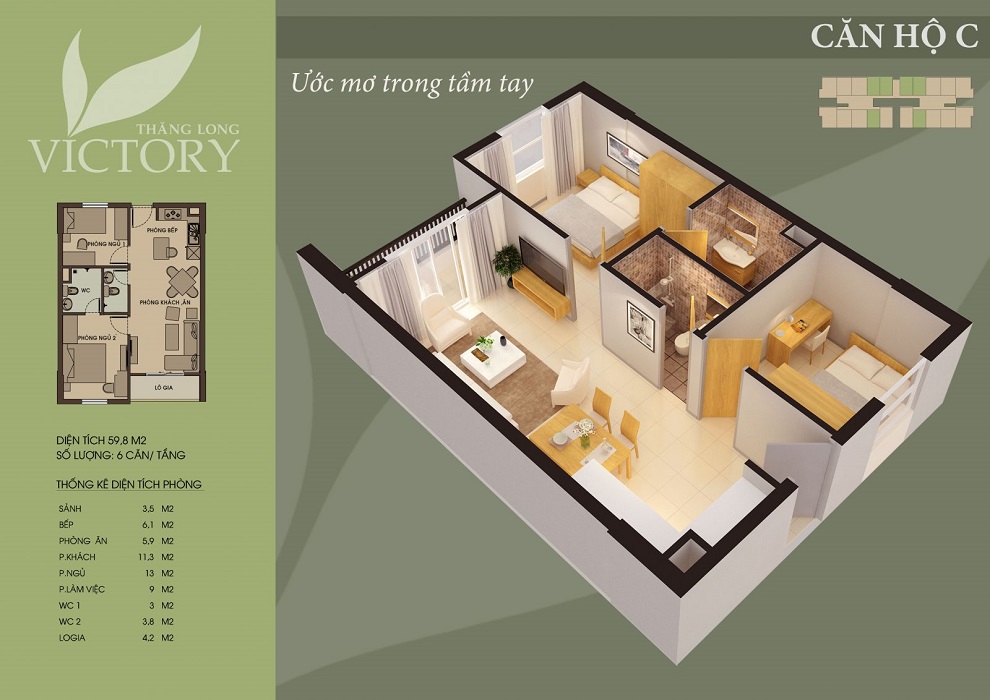 CĂN HỘ C
Ước mơ trong tầm tay
THĂNG LONG
VICTORY
PHÒNG NGỦ 1
PHÒNG BẾP
WC
PHÒNG KHÁCH ,ĂN
PHÒNG NGỦ 2
LÔ GIA
DIỆN TÍCH 59,8 M2
SỐ LƯỢNG: 6 CĂN/ TẦNG
THỐNG KÊ DIỆN TÍCH PHÒNG
SẢNH 3,5 M2
BẾP 6,1 M2
PHÒNG ĂN 5,9 M2
P.KHÁCH 11,3 M2
P.NGỦ 13 M2
P.LÀM VIỆC 9 M2
WC 1 3 M2
WC 2 3,8 M2
LOGIA 4,2 M2